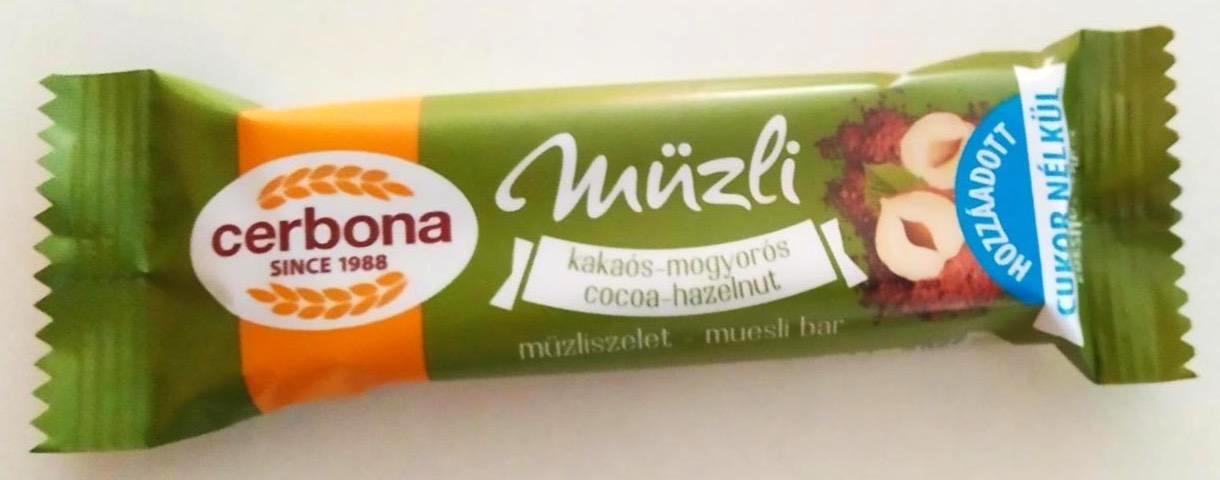 cerbona
SINCE 1988
müzli
kakaós-mogyorós
cocoa-hazelnut
müzliszelet - muesli bar
HOZZÁADOTT
CUKOR NÉLKÜL